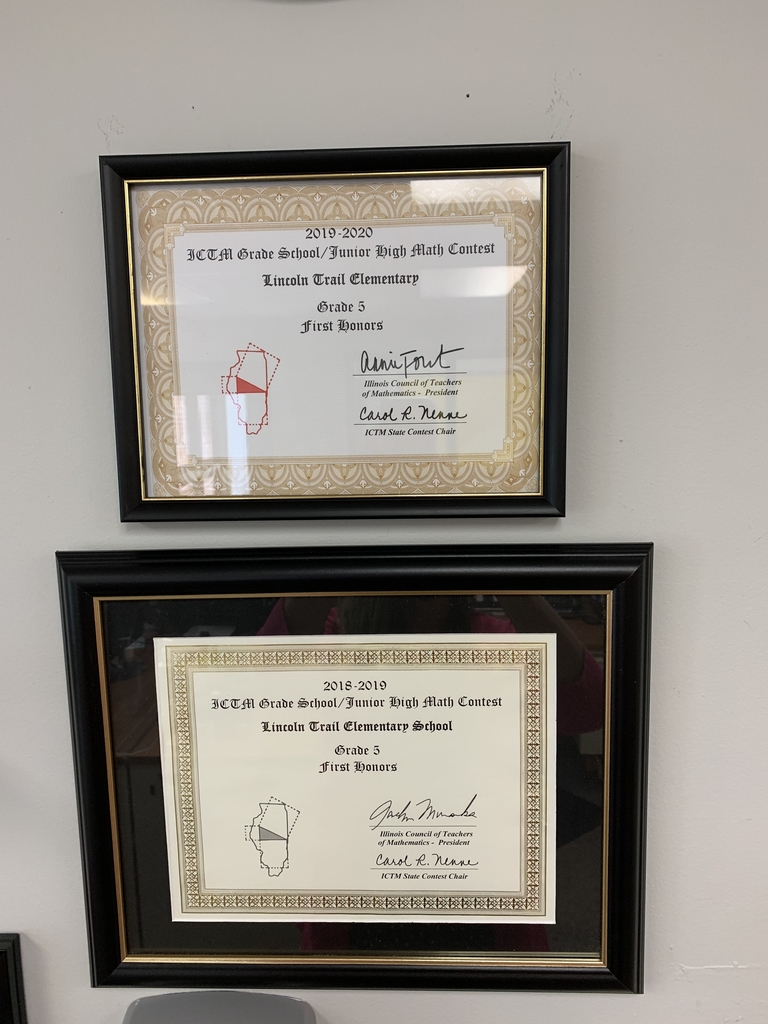 2019-2020
ICTM Grade School/Junior High Math Contest
Lincoln Trail Elementary
Grade 5
First Honors
Annie Forst
Illinois Council of Teachers
of Mathematics - President
Carol R. Nenne
ICTM State Contest Chair
2018-2019
ICTM Grade School/Junior High Math Contest
Lincoln Trail Elementary School
Grade 5
First Honors
Illinois Council of Teachers
of Mathematics - President
Carol R. Nenne
ICTM State Contest Chair